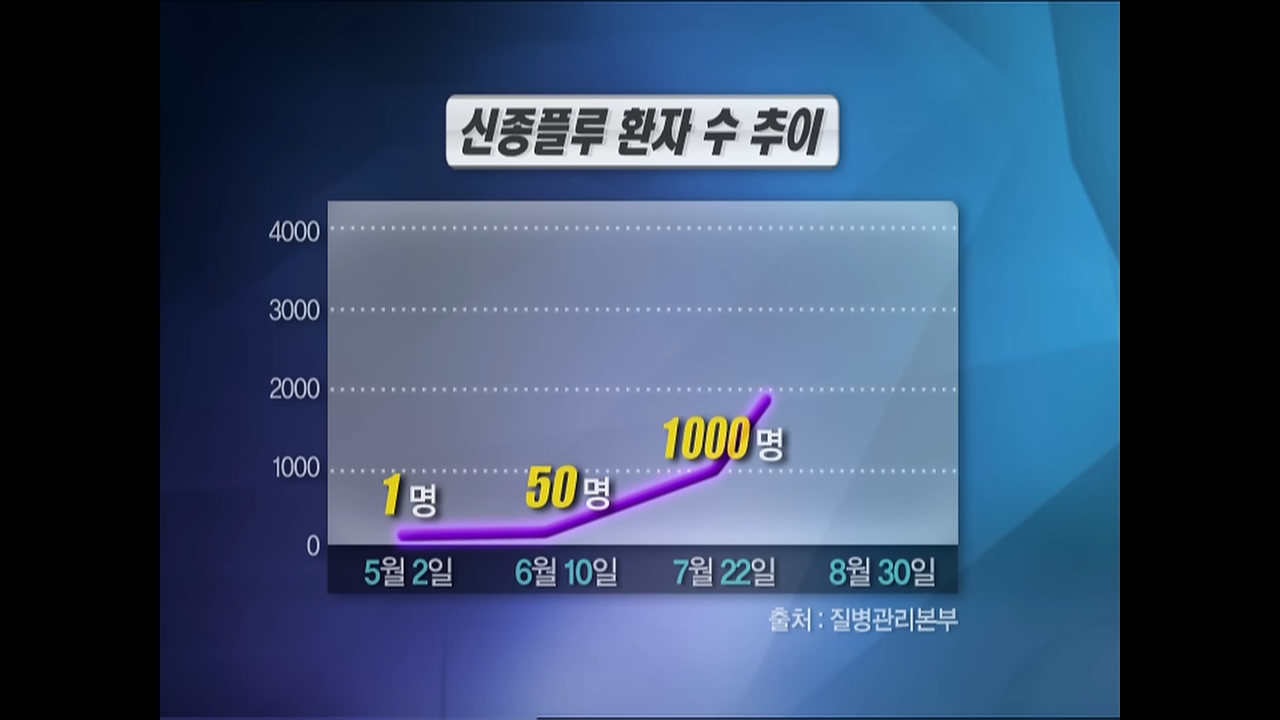 신종플루 환자 수 추이
4000
3000
2000
1000
0
1명
50명
1000명
5월 2일
6월 10일
7월 22일
8월 30일
출처 : 질병관리본부